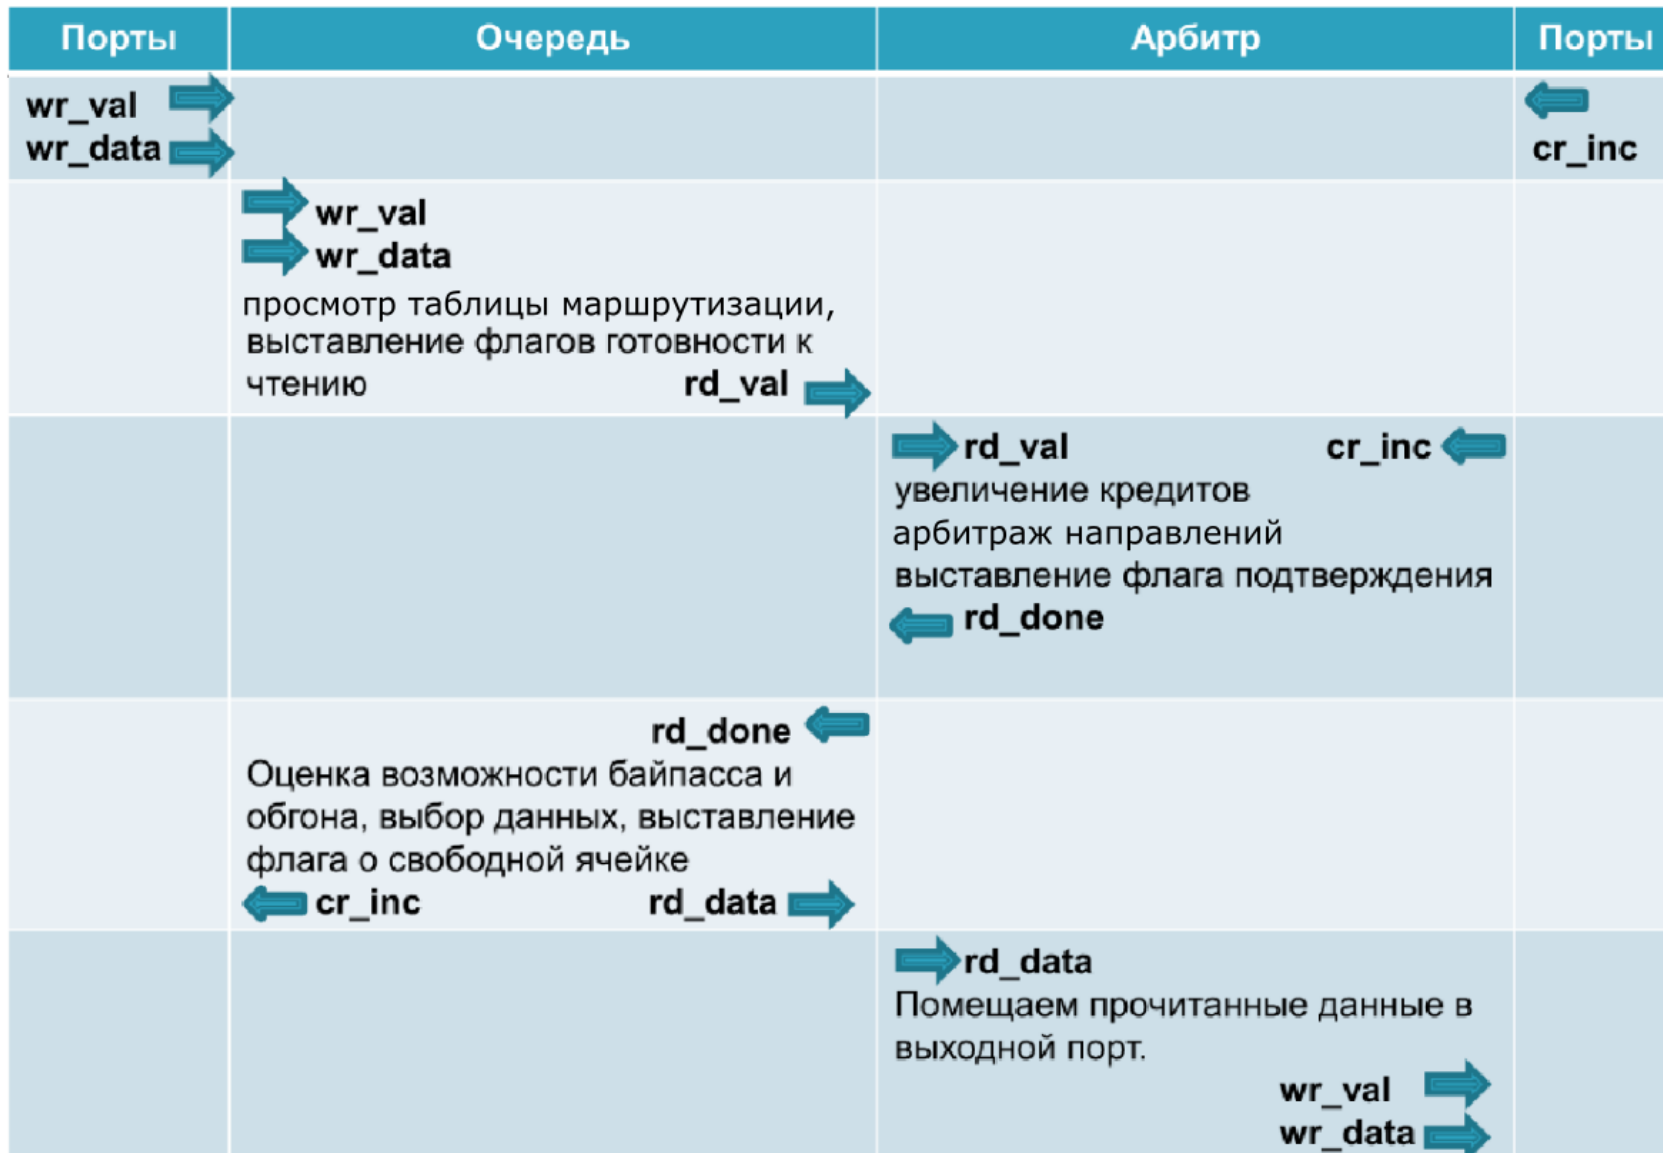 Порты Очередь Арбитр Порты
wr_val
wr_data
cr_inc
wr_val
wr_data
просмотр таблицы маршрутизации,
выставление флагов готовности к
чтению rd_val
rd_val cr_inc
увеличение кредитов
арбитраж направлений
выставление флага подтверждения
rd_done
rd_done
Оценка возможности байпасса и
обгона, выбор данных, выставление
флага о свободной ячейке
cr_inc rd_data
rd_data
Помещаем прочитанные данные в
выходной порт.
wr_val
wr_data